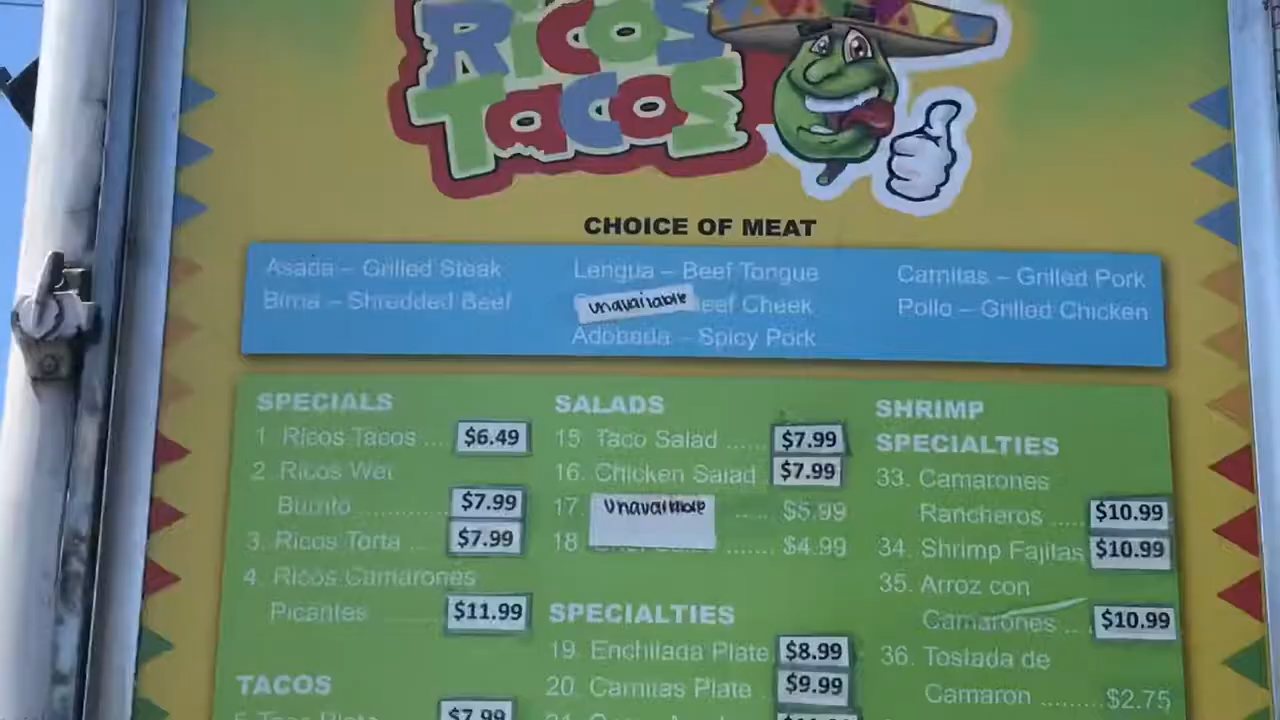 RICOS
TACOS
CHOICE OF MEAT
Asada – Grilled Steak
Birria – Shredded Beef
Lengua – Beef Tongue
unavailable eef Cheek
Adobada – Spicy Pork
Carnitas – Grilled Pork
Pollo – Grilled Chicken
SPECIALS
1. Ricos Tacos ... $6.49
2. Ricos Wet
Burrito .............. $7.99
3. Ricos Torta ... $7.99
4. Ricos Camarones
Picantes .......... $11.99
TACOS
5. Taco Plate $7.99
SALADS
15. Taco Salad ...... $7.99
16. Chicken Salad $7.99
17. Unavailable ..... $5.99
18 ....... $4.99
SPECIALTIES
19. Enchilada Plate $8.99
20. Carnitas Plate . $9.99
SHRIMP
SPECIALTIES
33. Camarones
Rancheros ..... $10.99
34. Shrimp Fajitas $10.99
35. Arroz con
Camarones ... $10.99
36. Tostada de
Camaron ......... $2.75